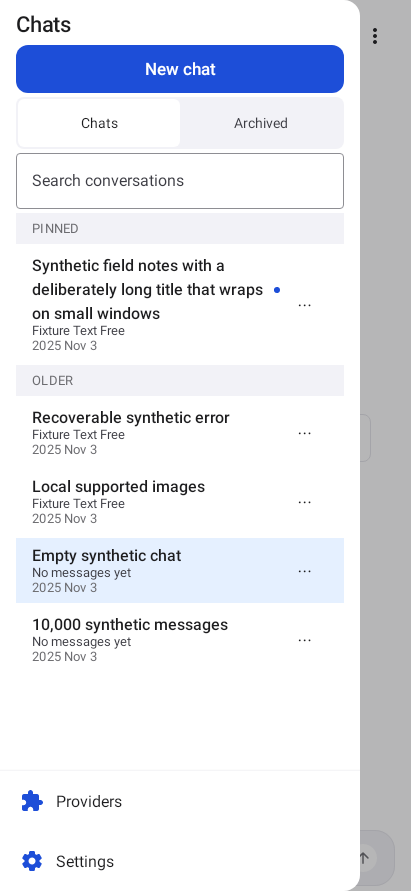 Chats
New chat
Chats
Archived
Search conversations
PINNED
Synthetic field notes with a
deliberately long title that wraps
on small windows
Fixture Text Free
2025 Nov 3
OLDER
Recoverable synthetic error
Fixture Text Free
2025 Nov 3
Local supported images
Fixture Text Free
2025 Nov 3
Empty synthetic chat
No messages yet
2025 Nov 3
10,000 synthetic messages
No messages yet
2025 Nov 3
Providers
Settings